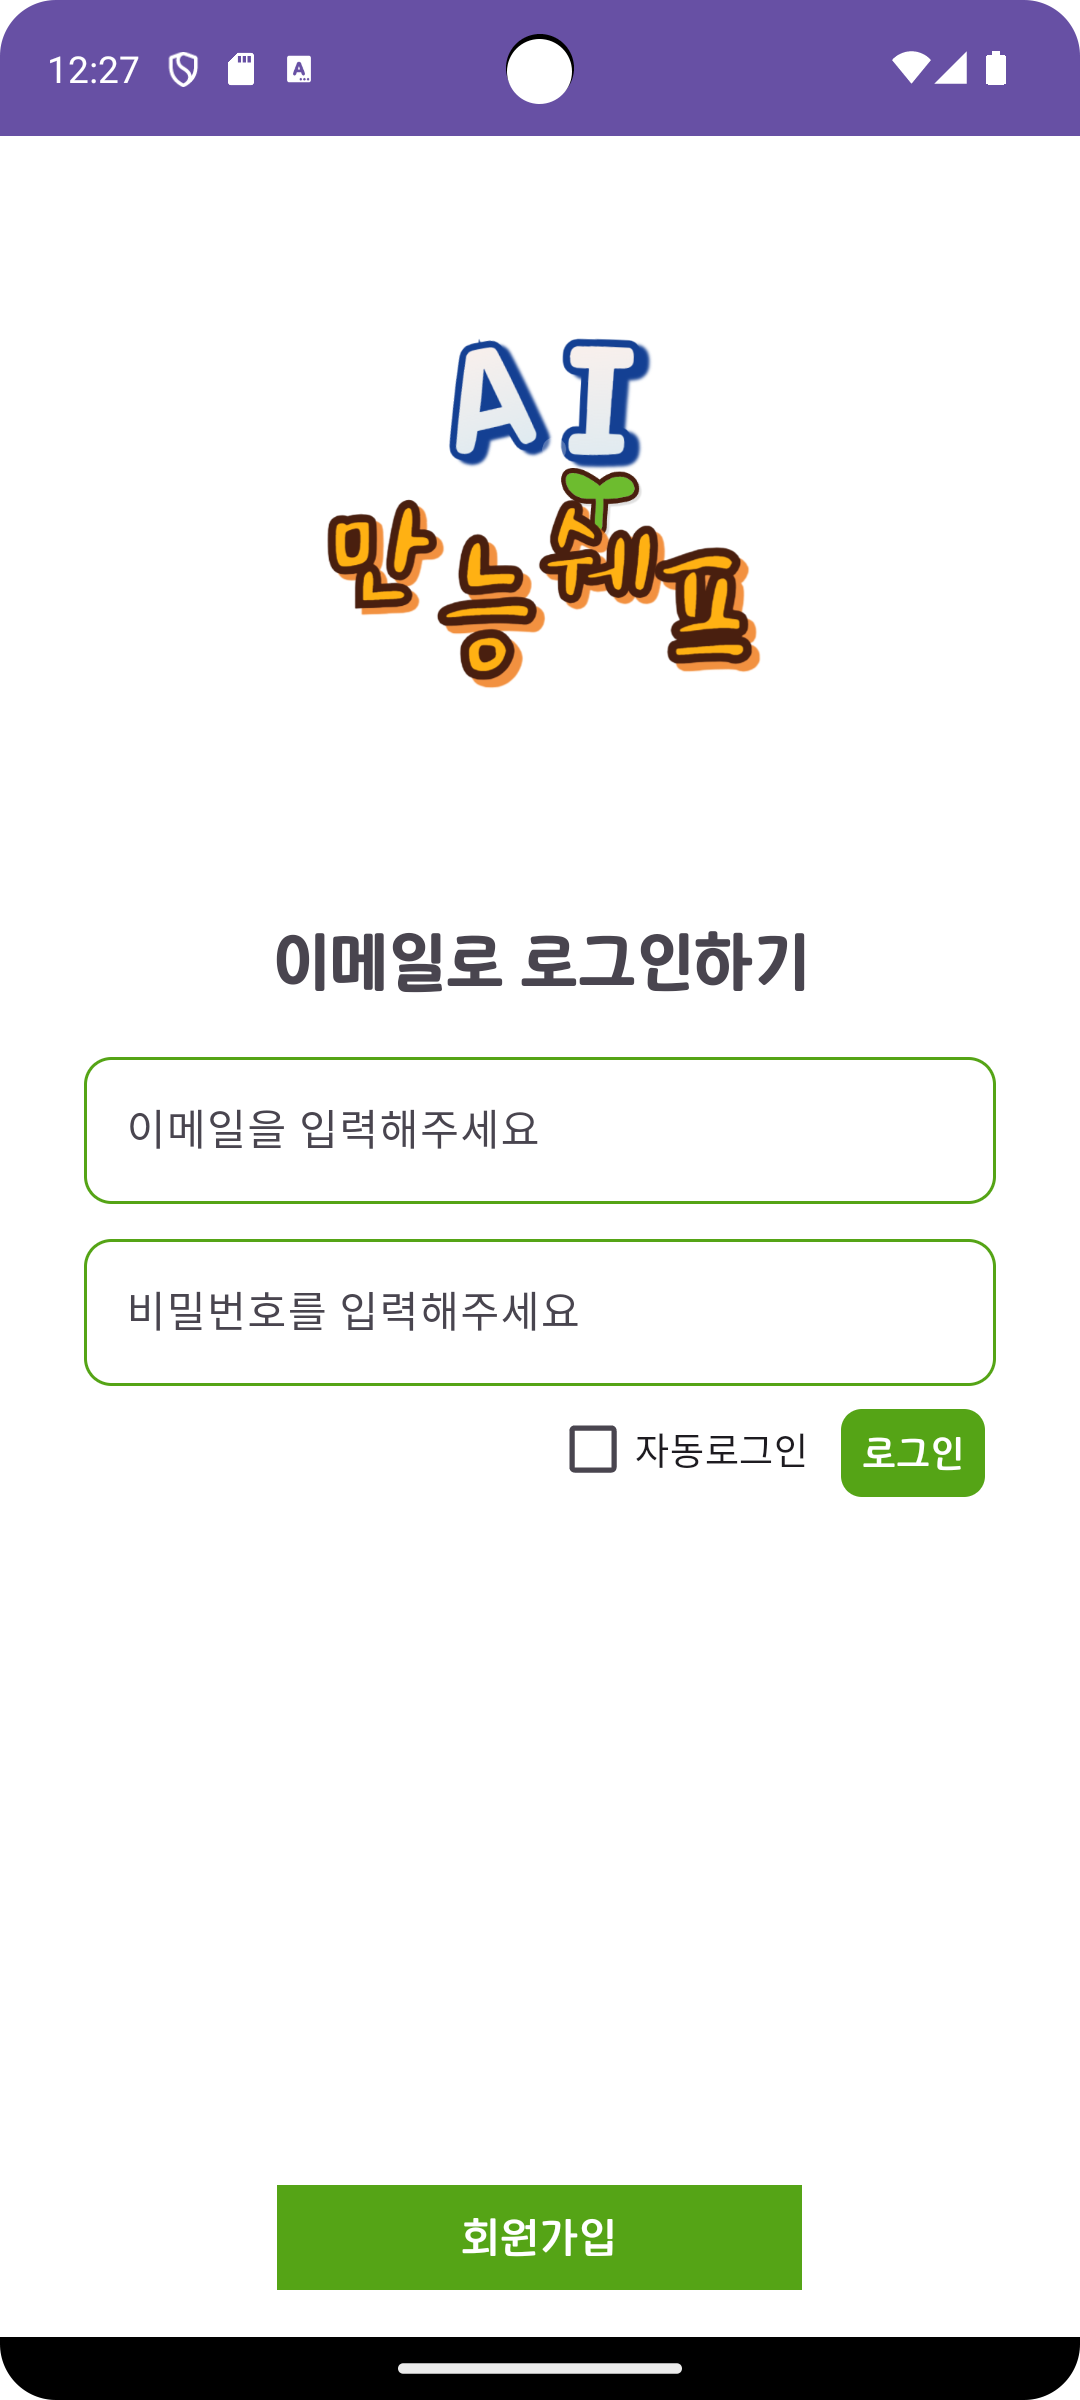 12:27
AI
만능쉐프
이메일로 로그인하기
이메일을 입력해주세요
비밀번호를 입력해주세요
자동로그인 로그인
회원가입